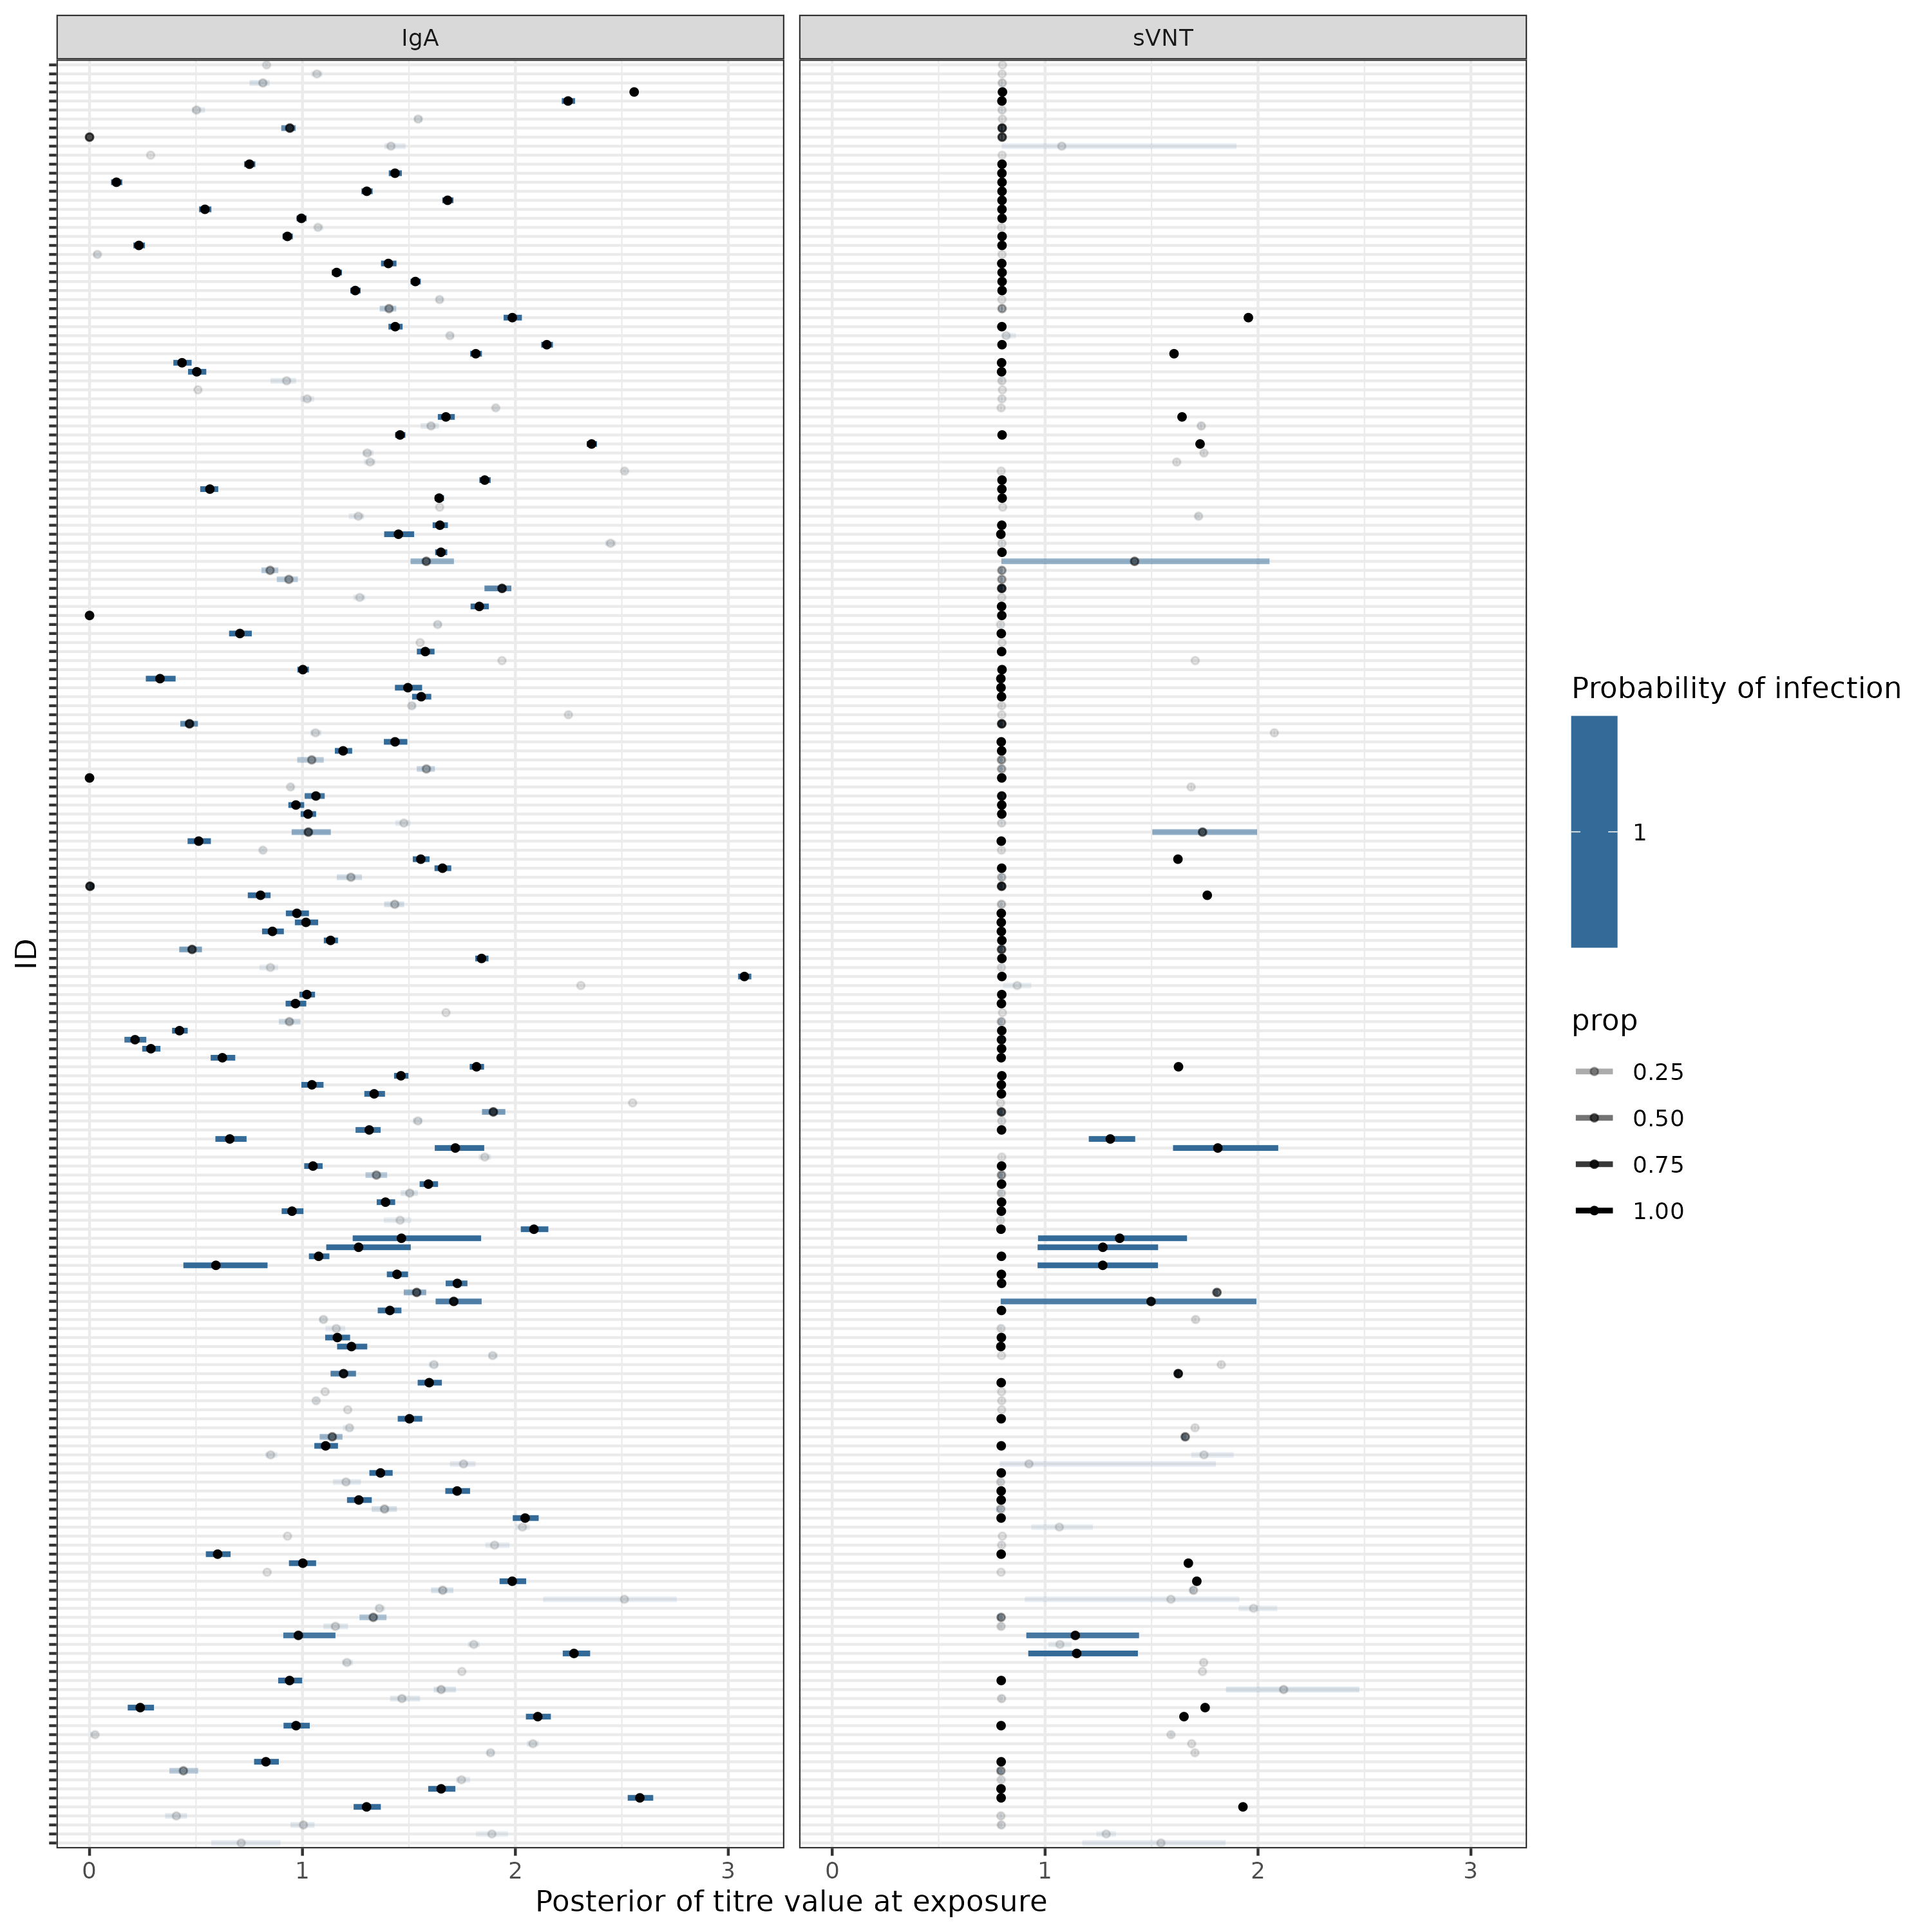 IgA
sVNT
ID
0
1
2
3
0
1
2
3
Posterior of titre value at exposure
Probability of infection
1
prop
0.25
0.50
0.75
1.00